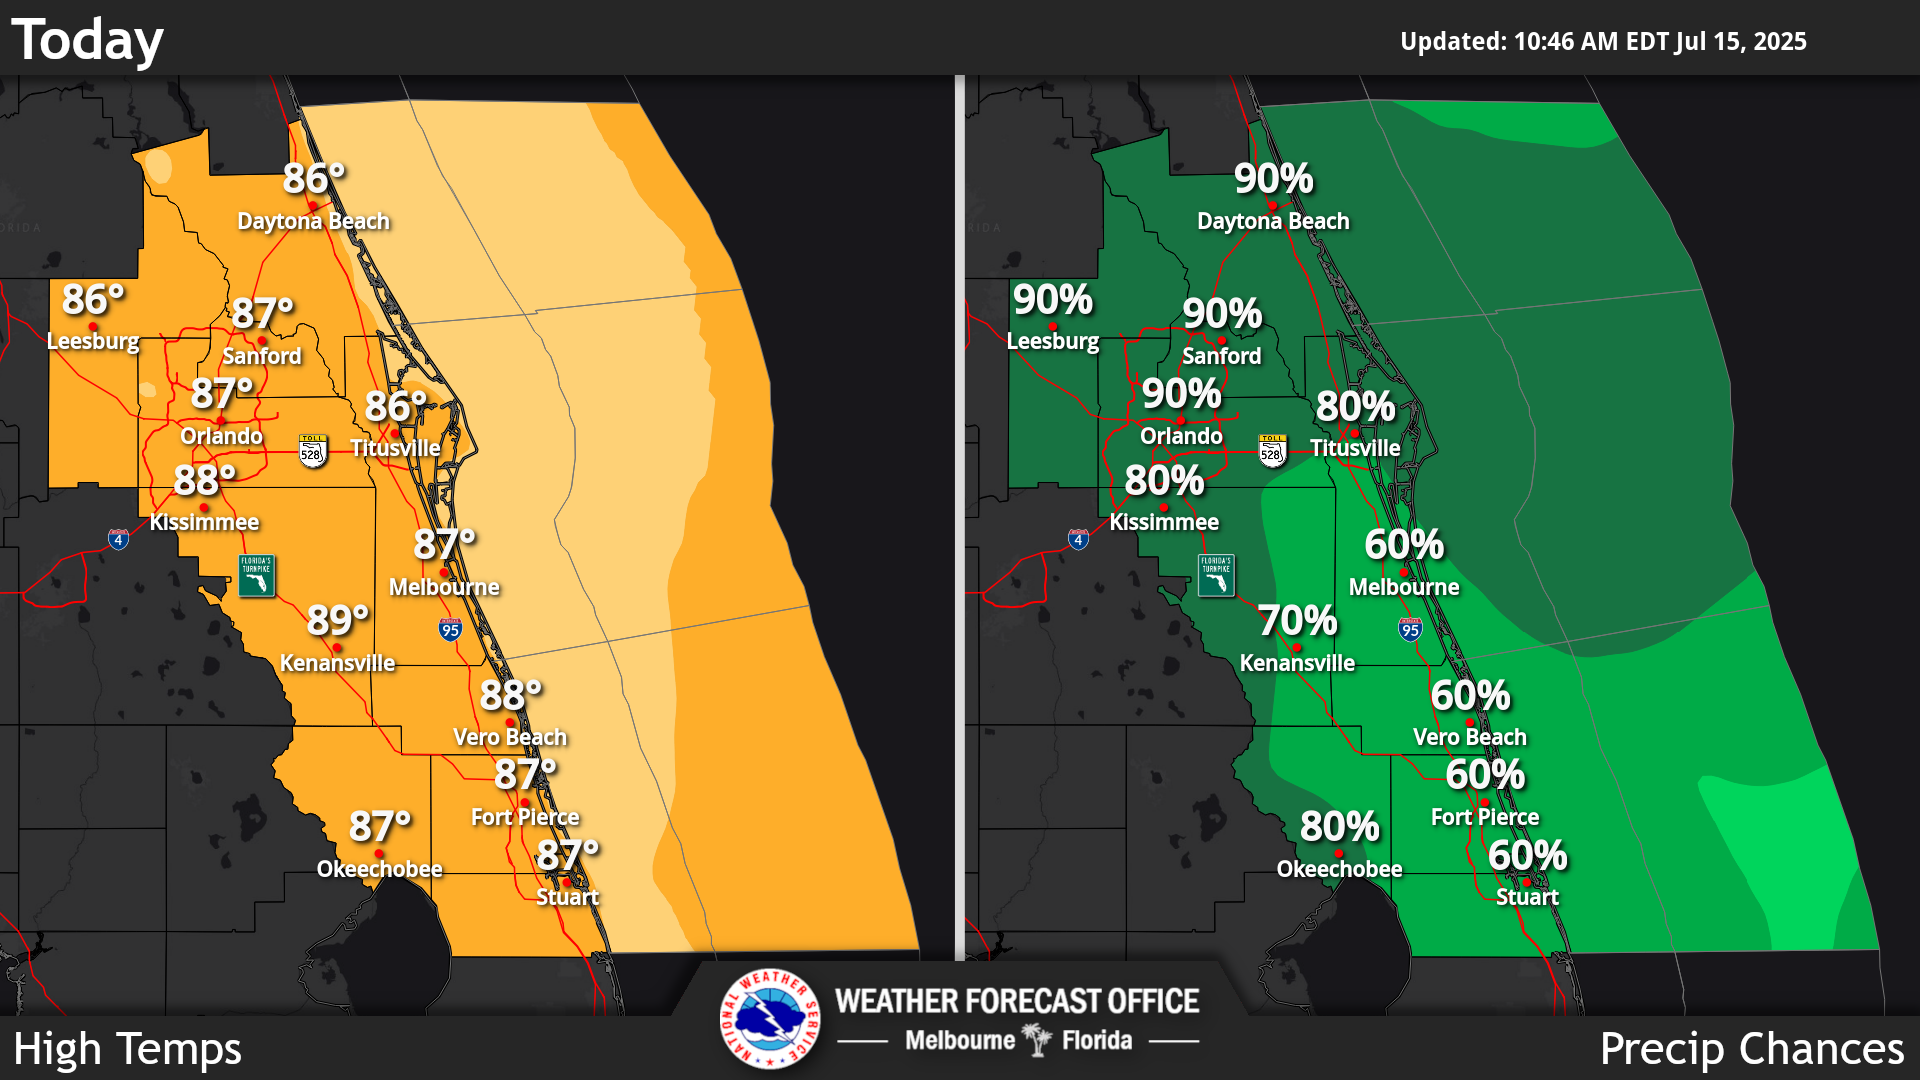 Today
Updated: 10:46 AM EDT Jul 15, 2025
86°
Daytona Beach
86°
Leesburg
87°
Sanford
87°
Orlando
86°
Titusville
TOLL
528
88°
Kissimmee
4
FLORIDA'S
TURNPIKE
87°
Melbourne
89°
Kenansville
95
88°
Vero Beach
87°
Fort Pierce
87°
Okeechobee
87°
Stuart
90%
Daytona Beach
90%
Leesburg
90%
Sanford
90%
Orlando
80%
Titusville
TOLL
528
80%
Kissimmee
4
FLORIDA'S
TURNPIKE
60%
Melbourne
70%
Kenansville
95
60%
Vero Beach
60%
Fort Pierce
80%
Okeechobee
60%
Stuart
NATIONAL WEATHER SERVICE
WEATHER FORECAST OFFICE
Melbourne Florida
High Temps
Precip Chances